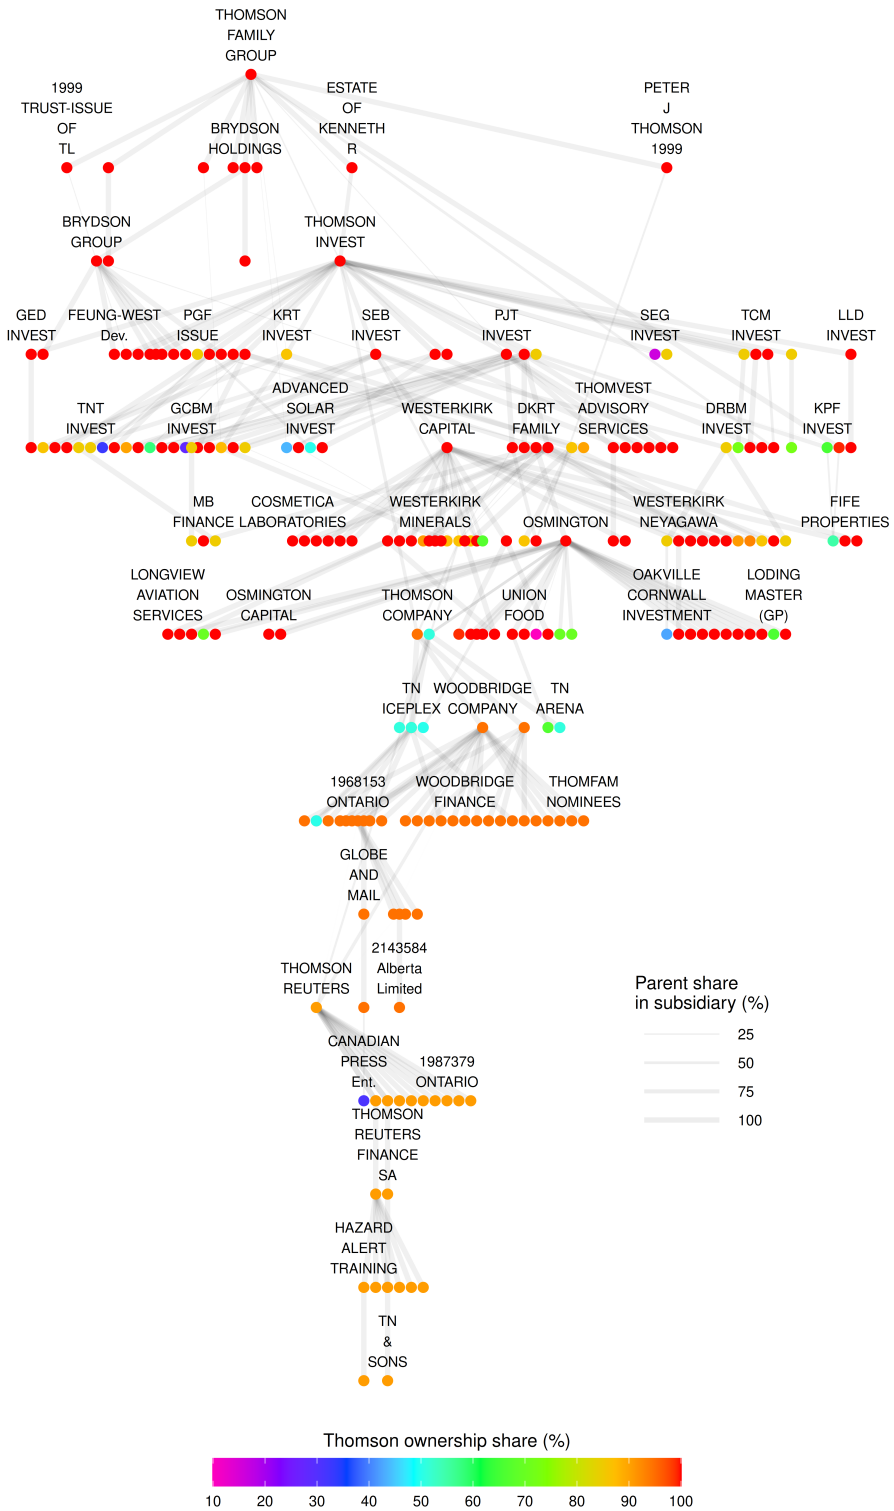 THOMSON
FAMILY
GROUP
1999
TRUST-ISSUE
OF
TL
BRYDSON
HOLDINGS
ESTATE
OF
KENNETH
R
PETER
J
THOMSON
1999
BRYDSON
GROUP
THOMSON
INVEST
GED
INVEST
FEUNG-WEST
Dev.
PGF
ISSUE
KRT
INVEST
SEB
INVEST
PJT
INVEST
SEG
INVEST
TCM
INVEST
LLD
INVEST
TNT
INVEST
GCBM
INVEST
ADVANCED
SOLAR
INVEST
WESTERKIRK
CAPITAL
DKRT
FAMILY
THOMVEST
ADVISORY
SERVICES
DRBM
INVEST
KPF
INVEST
MB
FINANCE
COSMETICA
LABORATORIES
WESTERKIRK
MINERALS
OSMINGTON
WESTERKIRK
NEYAGAWA
FIFE
PROPERTIES
LONGVIEW
AVIATION
SERVICES
OSMINGTON
CAPITAL
THOMSON
COMPANY
UNION
FOOD
OAKVILLE
CORNWALL
INVESTMENT
LODING
MASTER
(GP)
TN
ICEPLEX
WOODBRIDGE
COMPANY
TN
ARENA
1968153
ONTARIO
WOODBRIDGE
FINANCE
THOMFAM
NOMINEES
GLOBE
AND
MAIL
THOMSON
REUTERS
2143584
Alberta
Limited
CANADIAN
PRESS
Ent.
1987379
ONTARIO
THOMSON
REUTERS
FINANCE
SA
HAZARD
ALERT
TRAINING
TN
&
SONS
Parent share
in subsidiary (%)
25
50
75
100
Thomson ownership share (%)
10 20 30 40 50 60 70 80 90 100